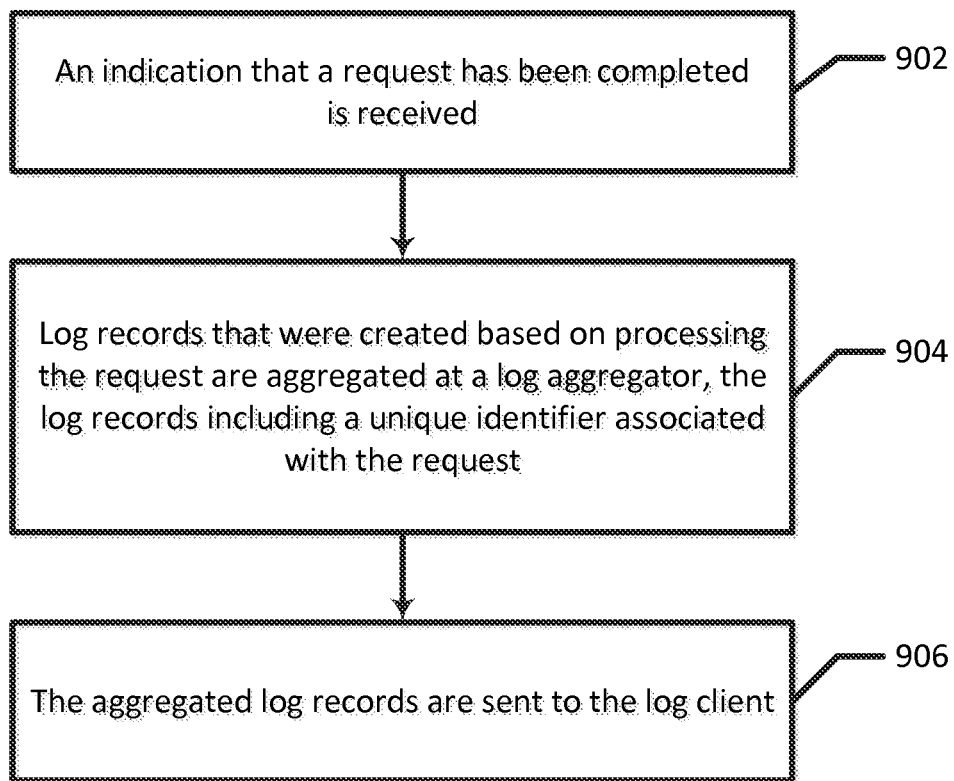 An indication that a request has been completed
is received
902
Log records that were created based on processing
the request are aggregated at a log aggregator, the
log records including a unique identifier associated
with the request
904
The aggregated log records are sent to the log client
906